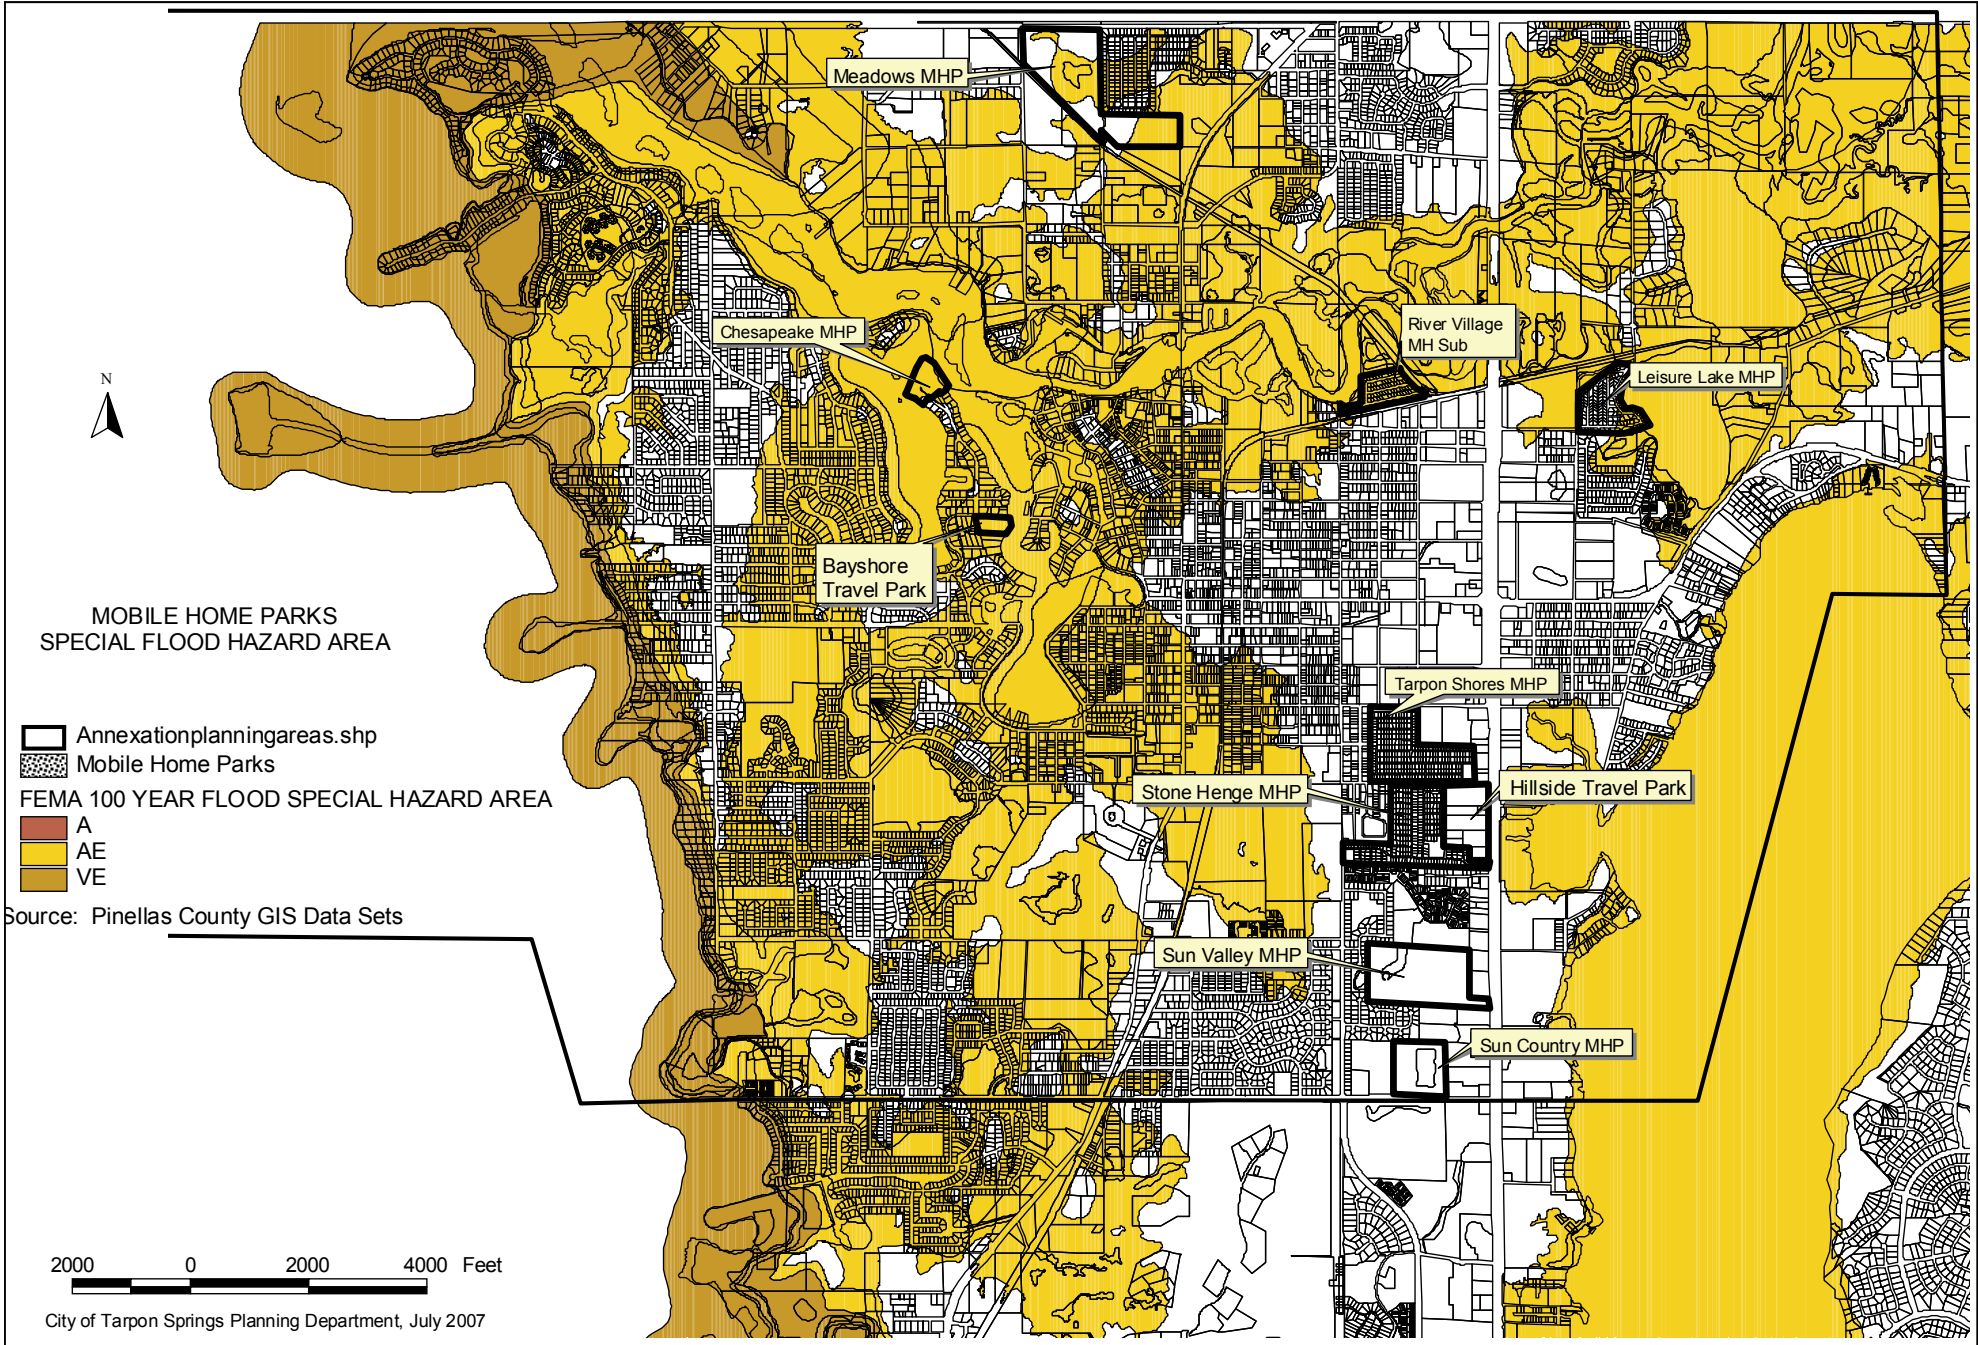 Meadows MHP
N
Chesapeake MHP
River Village
MH Sub
Leisure Lake MHP
Bayshore
Travel Park
MOBILE HOME PARKS
SPECIAL FLOOD HAZARD AREA
Tarpon Shores MHP
Annexationplanningareas.shp
Mobile Home Parks
Stone Henge MHP
Hillside Travel Park
FEMA 100 YEAR FLOOD SPECIAL HAZARD AREA
A
AE
VE
Source: Pinellas County GIS Data Sets
Sun Valley MHP
Sun Country MHP
2000 0 2000 4000 Feet
City of Tarpon Springs Planning Department, July 2007